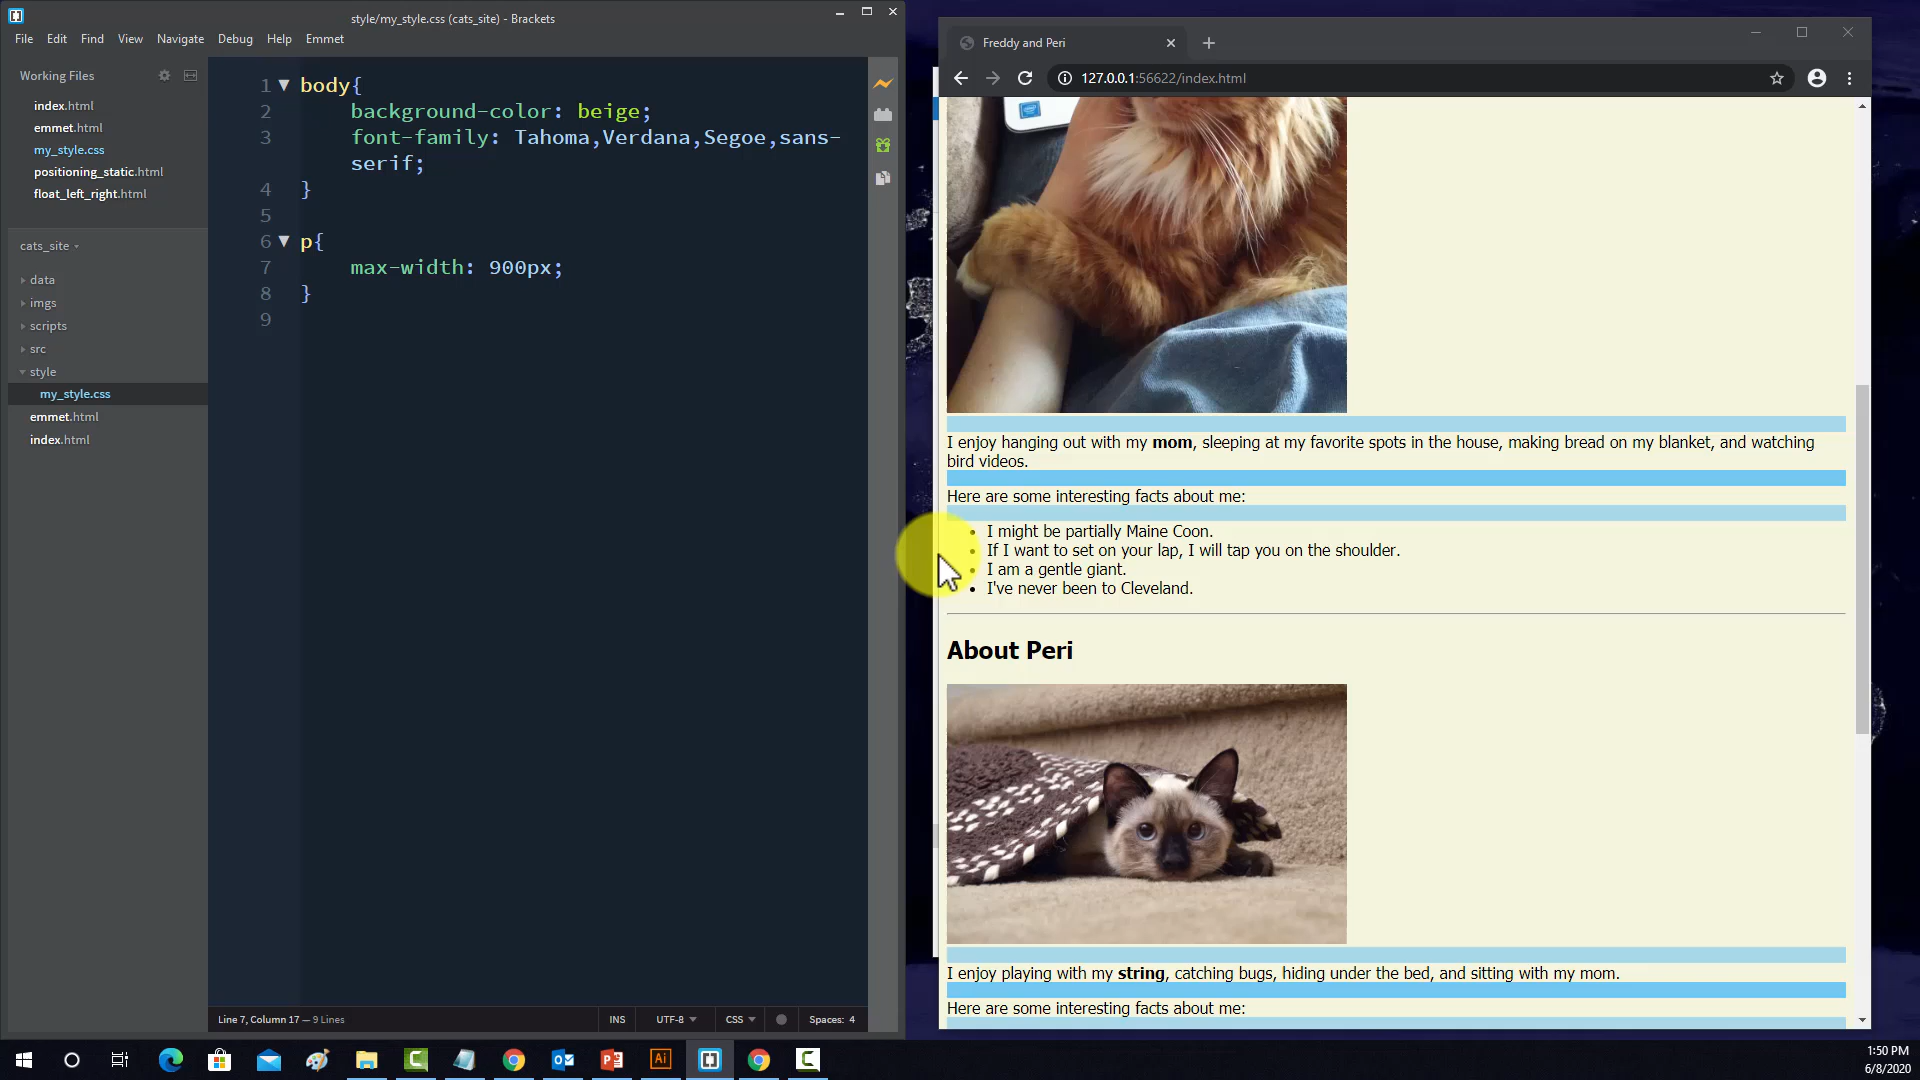 style/my_style.css (cats_site) - Brackets
File Edit Find View Navigate Debug Help Emmet
Working Files
index.html
emmet.html
my_style.css
positioning_static.html
float_left_right.html
cats_site
data
imgs
scripts
src
style
my_style.css
emmet.html
index.html
1 body{
2 background-color: beige;
3 font-family: Tahoma,Verdana,Segoe,sans-
serif;
4 }
5
6 p{
7 max-width: 900px;
8 }
9
Line 7, Column 17 — 9 Lines
INS UTF-8 CSS Spaces: 4
Freddy and Peri
127.0.0.1:56622/index.html
I enjoy hanging out with my mom, sleeping at my favorite spots in the house, making bread on my blanket, and watching
bird videos.
Here are some interesting facts about me:
I might be partially Maine Coon.
If I want to set on your lap, I will tap you on the shoulder.
I am a gentle giant.
I've never been to Cleveland.
About Peri
I enjoy playing with my string, catching bugs, hiding under the bed, and sitting with my mom.
Here are some interesting facts about me:
Ai
1:50 PM
6/8/2020